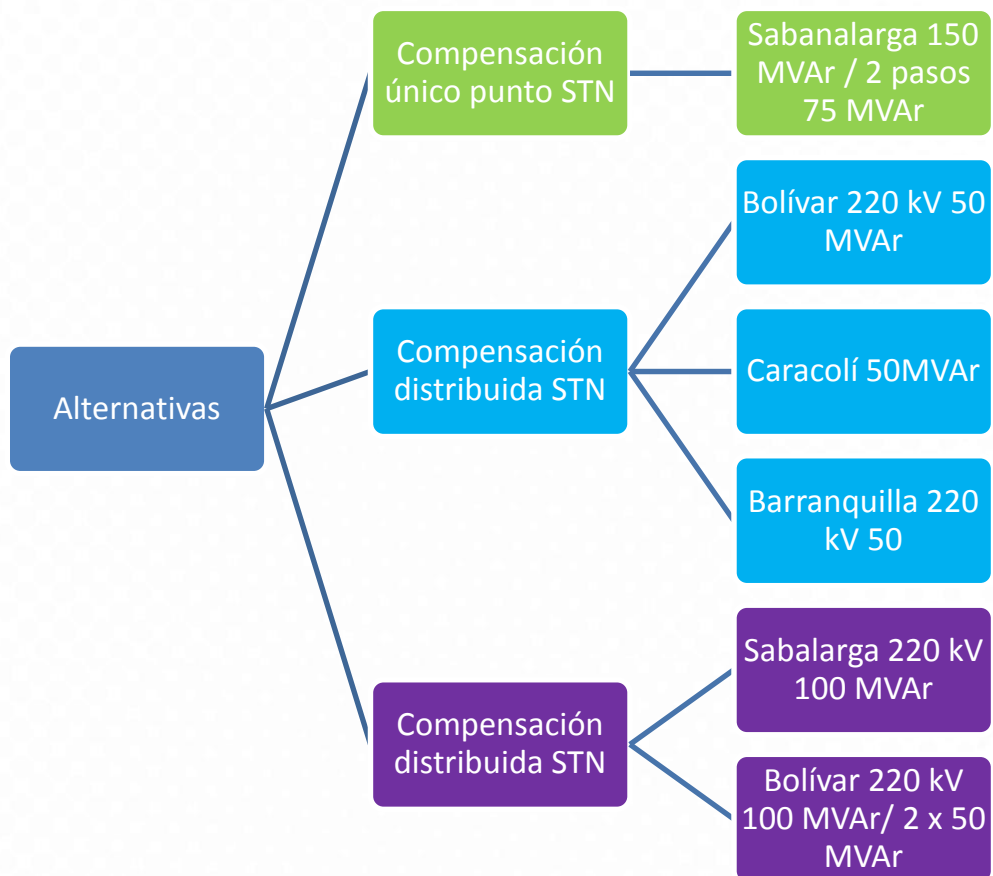 Alternativas
Compensación
único punto STN
Sabanalarga 150
MVAr / 2 pasos
75 MVAr
Compensación
distribuida STN
Bolívar 220 kV 50
MVAr
Caracolí 50MVAr
Barranquilla 220
kV 50
Compensación
distribuida STN
Sabalarga 220 kV
100 MVAr
Bolívar 220 kV
100 MVAr/ 2 x 50
MVAr